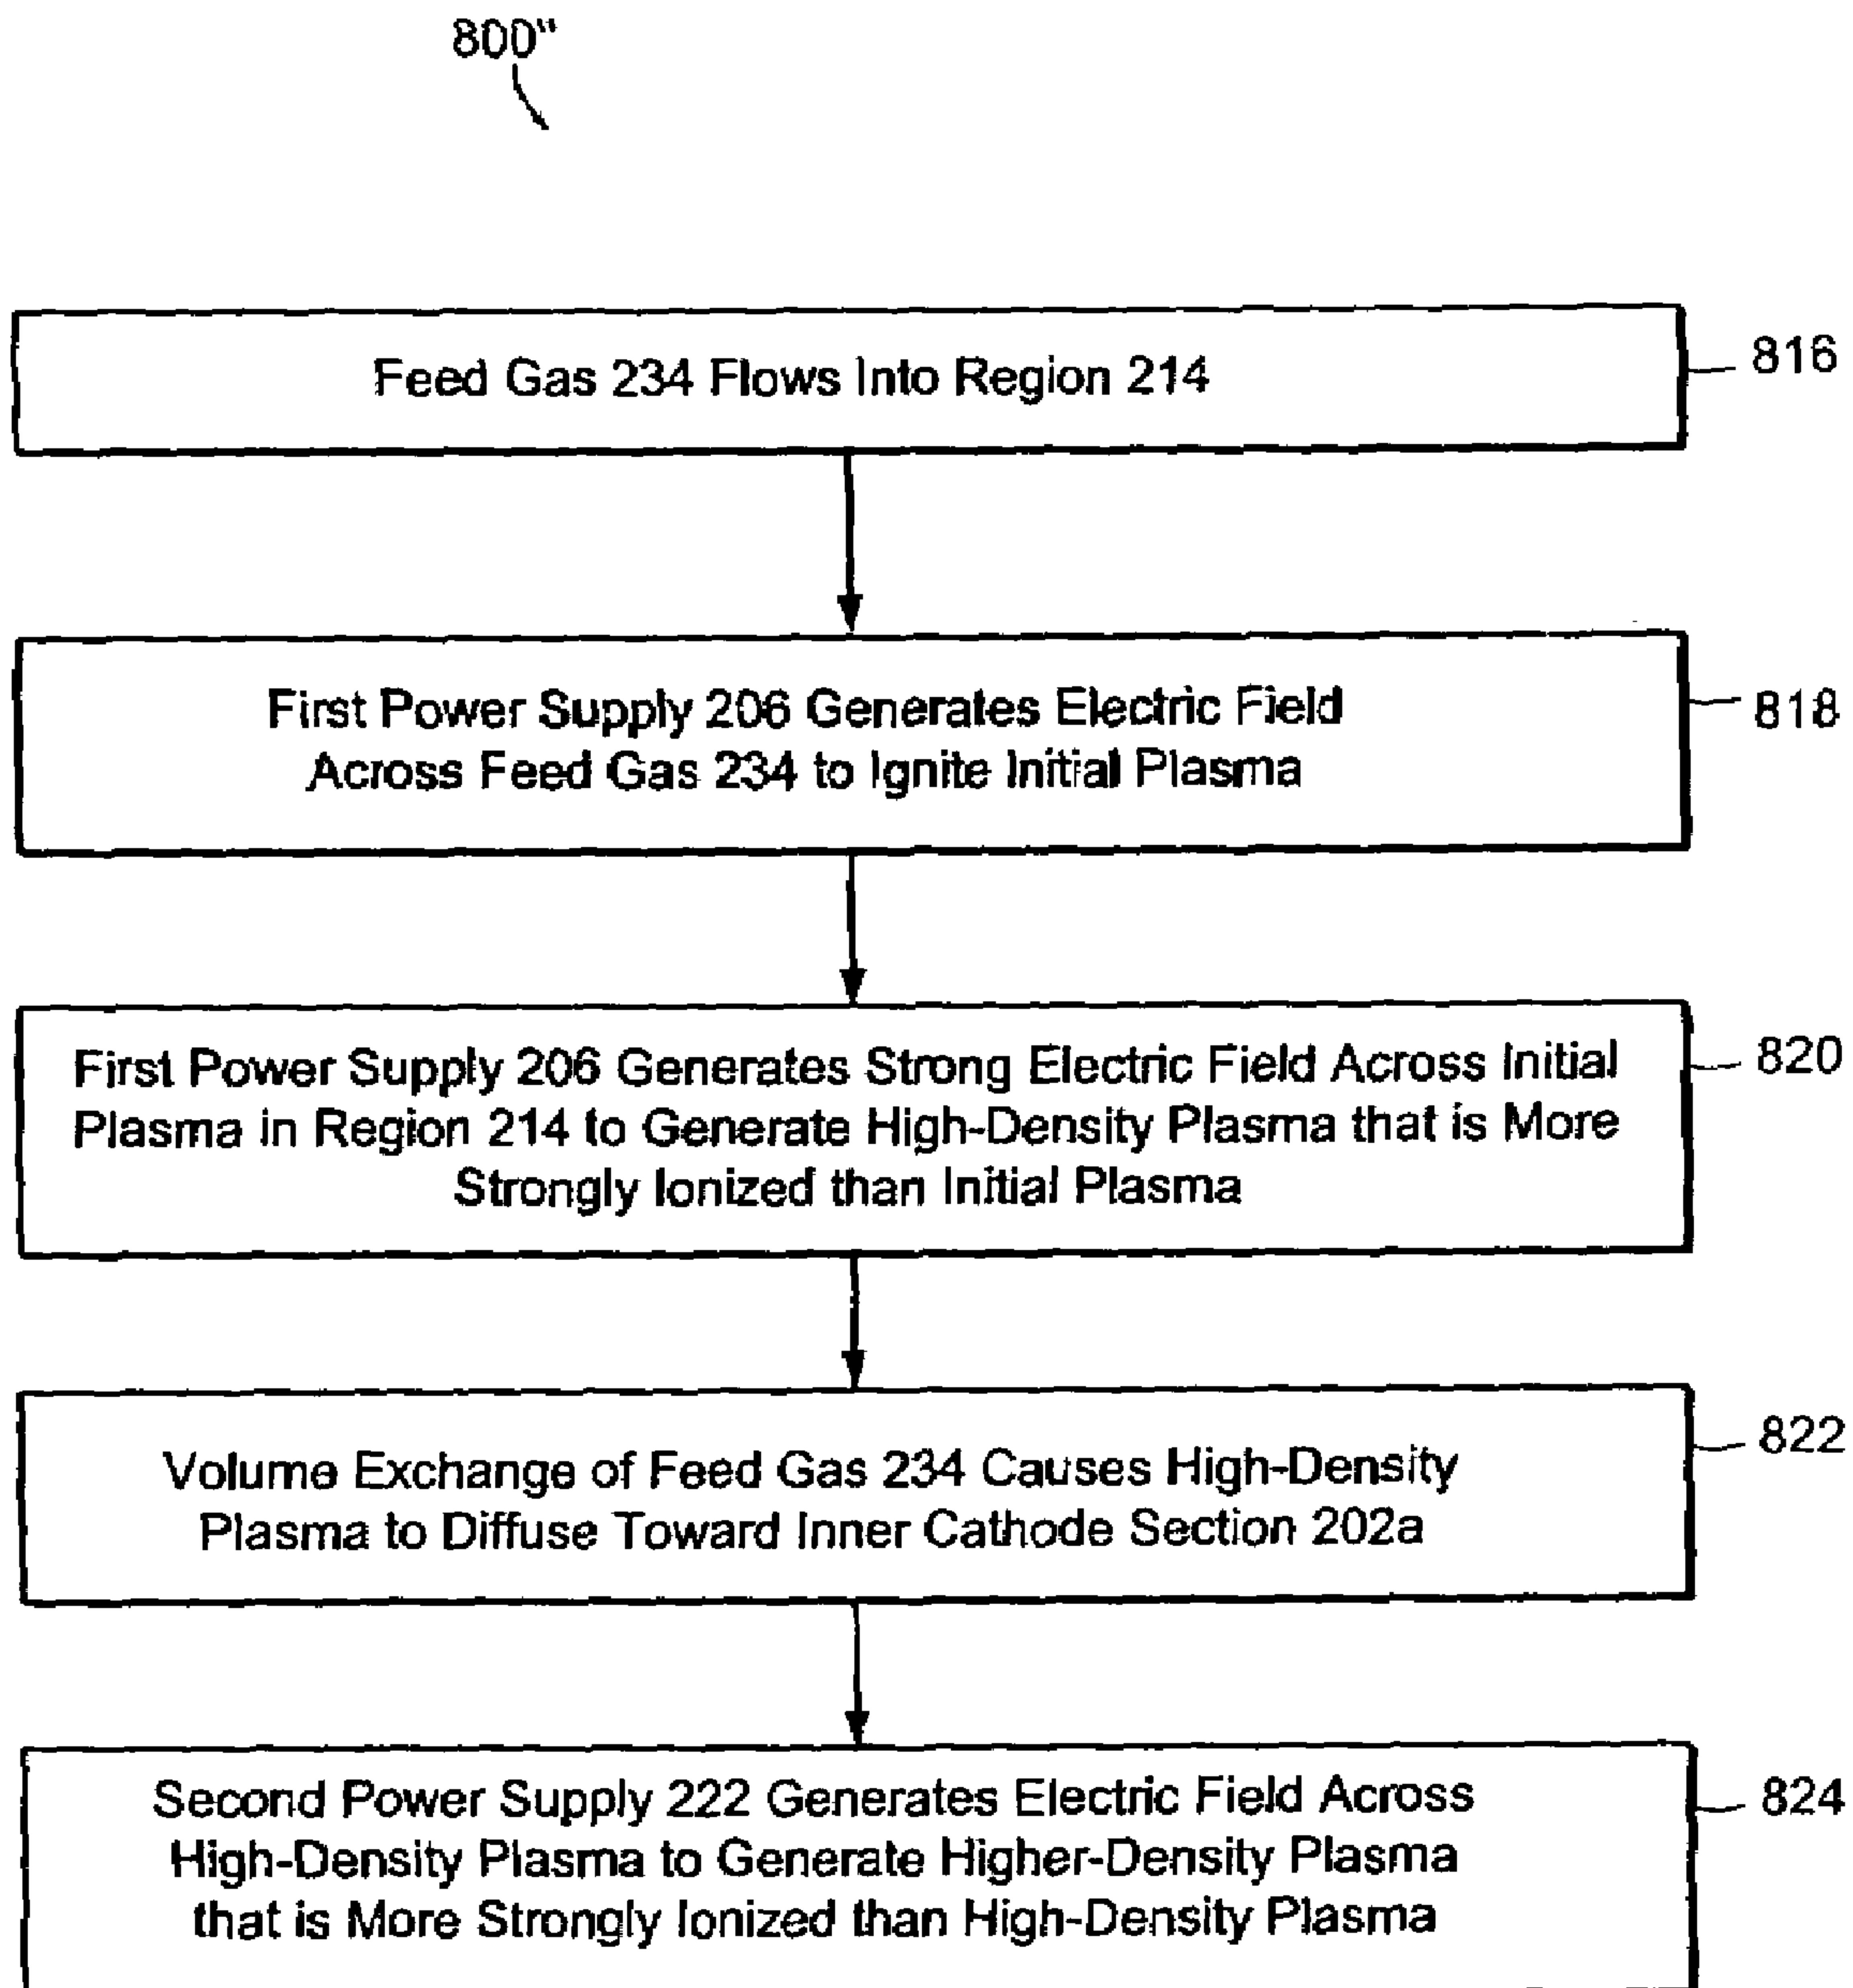 800"
Feed Gas 234 Flows Into Region 214
816
First Power Supply 206 Generates Electric Field
Across Feed Gas 234 to Ignite Initial Plasma
818
First Power Supply 206 Generates Strong Electric Field Across Initial
Plasma in Region 214 to Generate High-Density Plasma that is More
Strongly Ionized than Initial Plasma
820
Volume Exchange of Feed Gas 234 Causes High-Density
Plasma to Diffuse Toward Inner Cathode Section 202a
822
Second Power Supply 222 Generates Electric Field Across
High-Density Plasma to Generate Higher-Density Plasma
that is More Strongly Ionized than High-Density Plasma
824